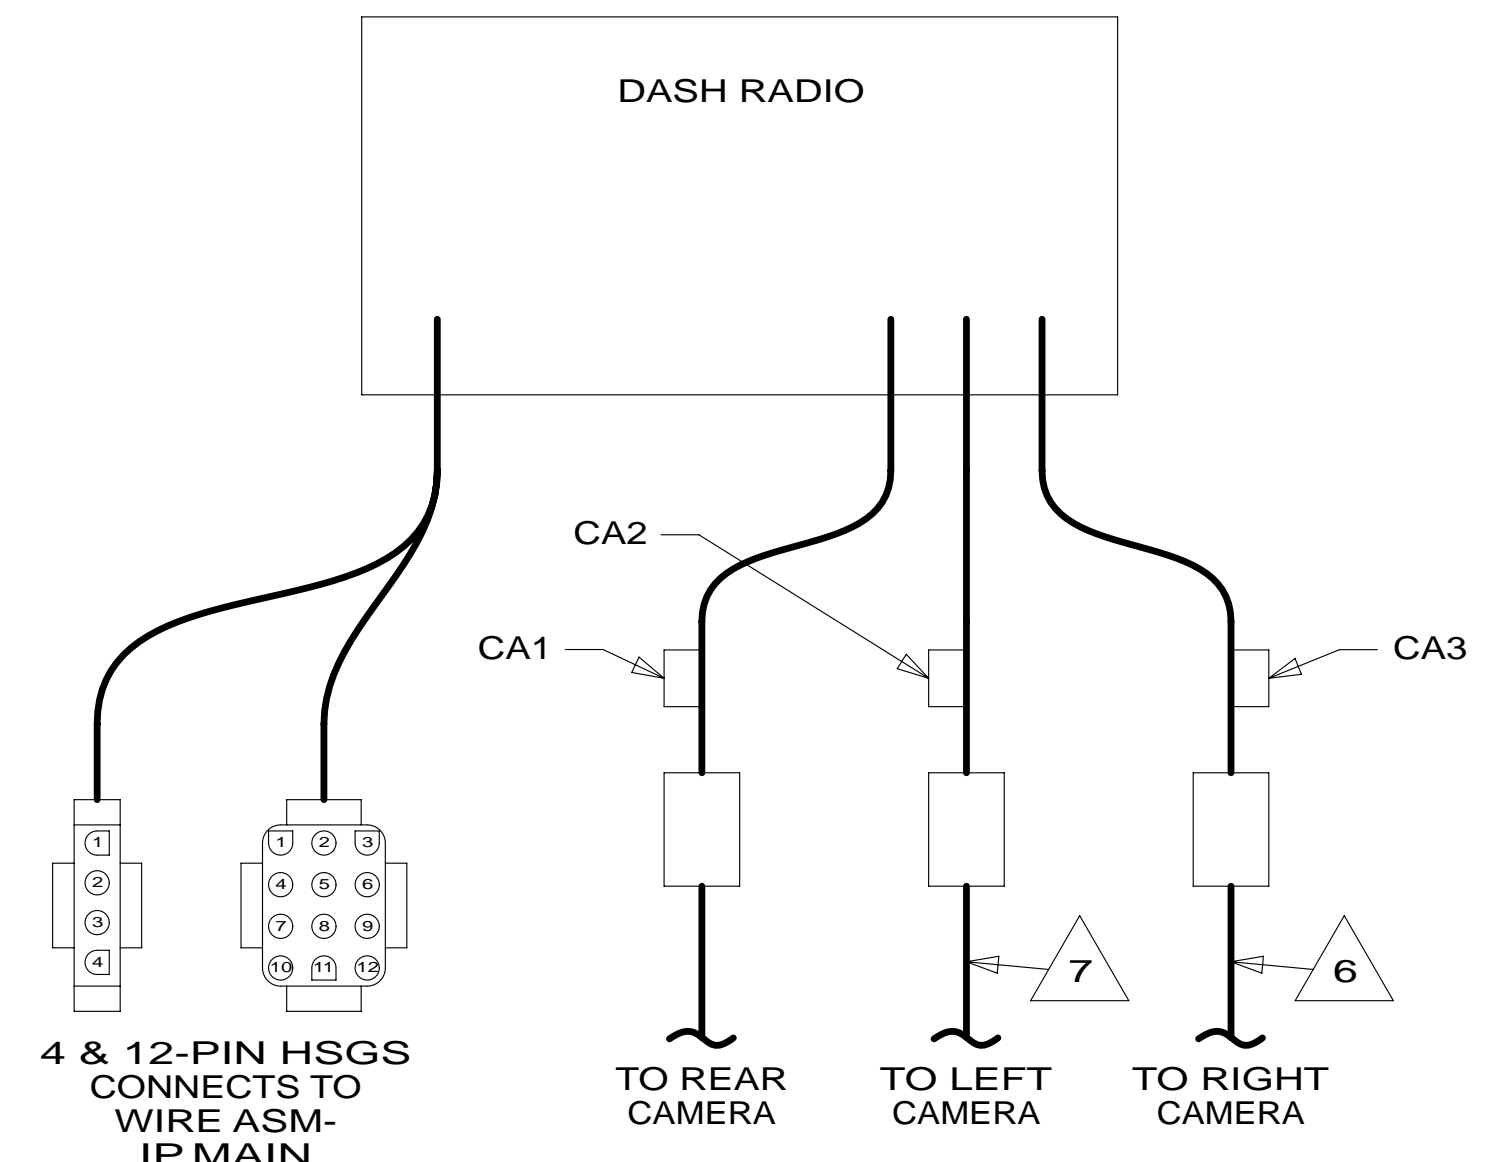 DASH RADIO
CA2
CA1
CA3
1
2
3
4
1 2 3
4 5 6
7 8 9
10 11 12
7
6
4 & 12-PIN HSGS
CONNECTS TO
WIRE ASM-
IP MAIN
TO REAR
CAMERA
TO LEFT
CAMERA
TO RIGHT
CAMERA